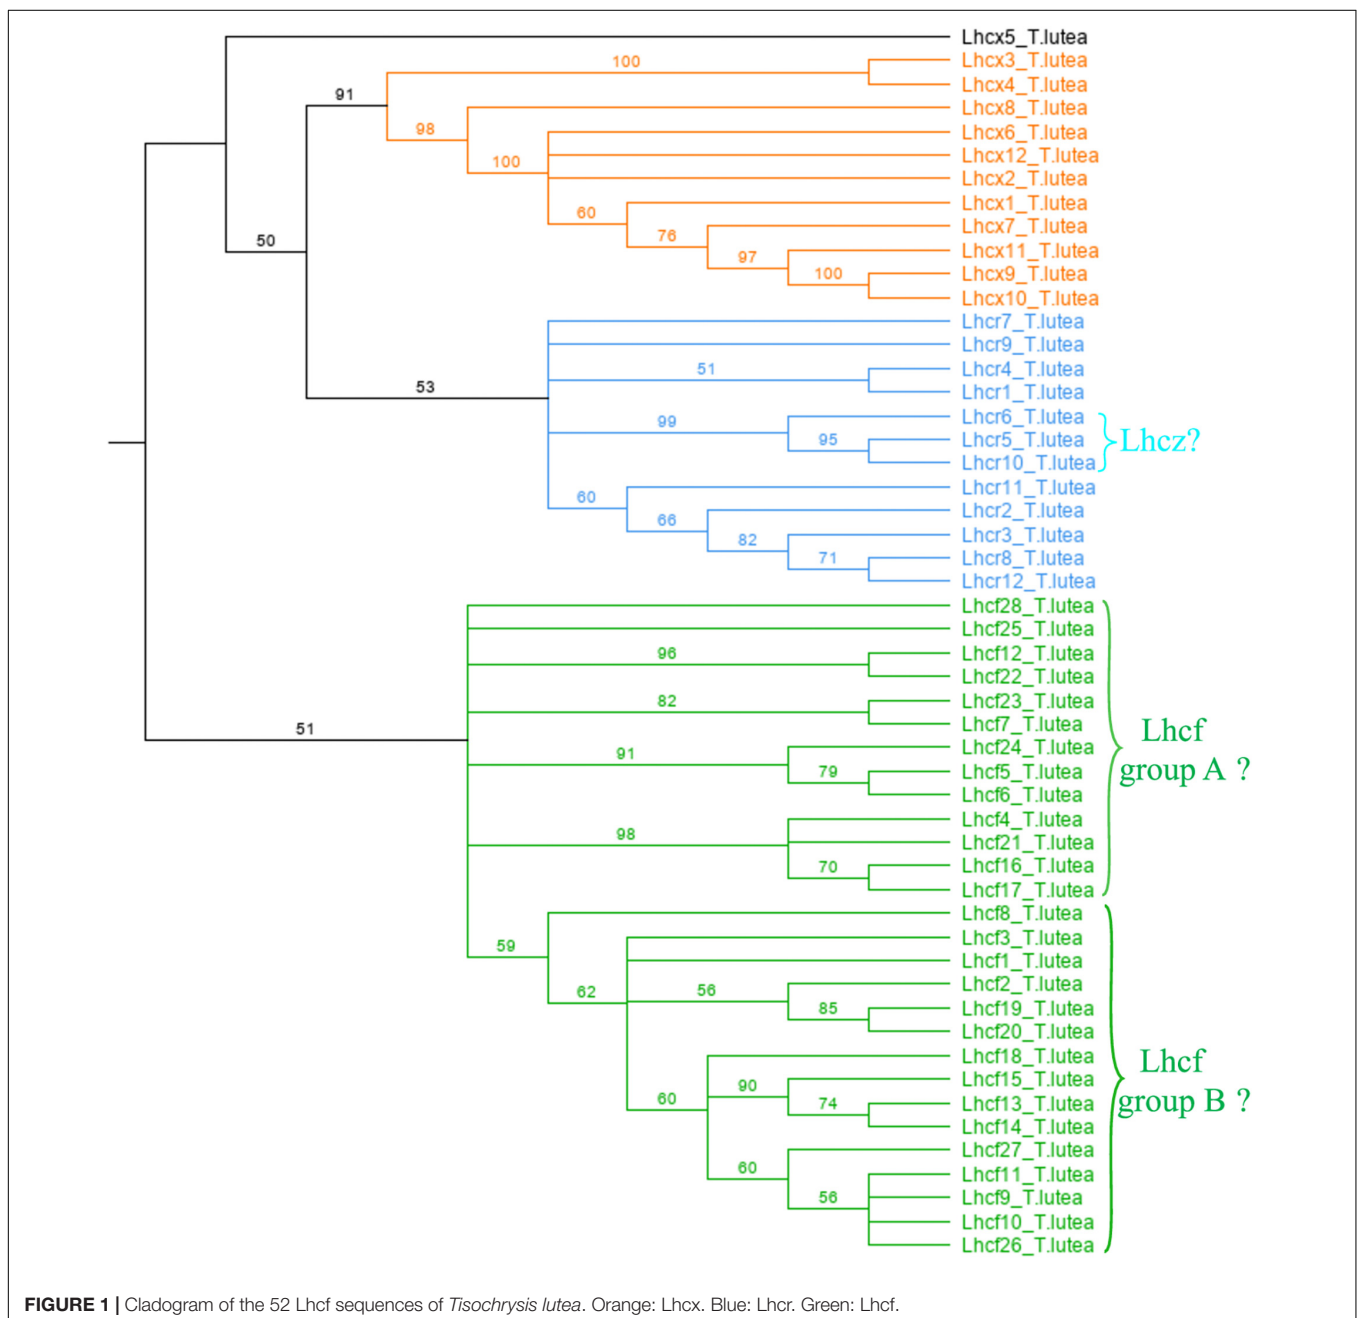 Lhcx5_T.lutea
100
Lhcx3_T.lutea
Lhcx4_T.lutea
91
Lhcx8_T.lutea
98
Lhcx6_T.lutea
100
Lhcx12_T.lutea
Lhcx2_T.lutea
Lhcx1_T.lutea
60
Lhcx7_T.lutea
76
Lhcx11_T.lutea
50
97
Lhcx9_T.lutea
100
Lhcx10_T.lutea
Lhcr7_T.lutea
Lhcr9_T.lutea
51
Lhcr4_T.lutea
53
Lhcr1_T.lutea
99
Lhcr6_T.lutea
95
Lhcr5_T.lutea
Lhcz?
Lhcr10_T.lutea
Lhcr11_T.lutea
60
Lhcr2_T.lutea
66
Lhcr3_T.lutea
82
Lhcr8_T.lutea
71
Lhcr12_T.lutea
Lhcf28_T.lutea
Lhcf25_T.lutea
96
Lhcf12_T.lutea
Lhcf22_T.lutea
82
Lhcf23_T.lutea
Lhcf7_T.lutea
51
Lhcf
group A ?
91
Lhcf24_T.lutea
79
Lhcf5_T.lutea
Lhcf6_T.lutea
Lhcf4_T.lutea
98
Lhcf21_T.lutea
70
Lhcf16_T.lutea
Lhcf17_T.lutea
Lhcf8_T.lutea
59
Lhcf3_T.lutea
Lhcf1_T.lutea
62
56
Lhcf2_T.lutea
85
Lhcf19_T.lutea
Lhcf20_T.lutea
Lhcf18_T.lutea
Lhcf
group B ?
90
Lhcf15_T.lutea
60
74
Lhcf13_T.lutea
Lhcf14_T.lutea
Lhcf27_T.lutea
60
Lhcf11_T.lutea
56
Lhcf9_T.lutea
Lhcf10_T.lutea
Lhcf26_T.lutea
FIGURE 1 | Cladogram of the 52 Lhcf sequences of Tisochrysis lutea. Orange: Lhcx. Blue: Lhcr. Green: Lhcf.